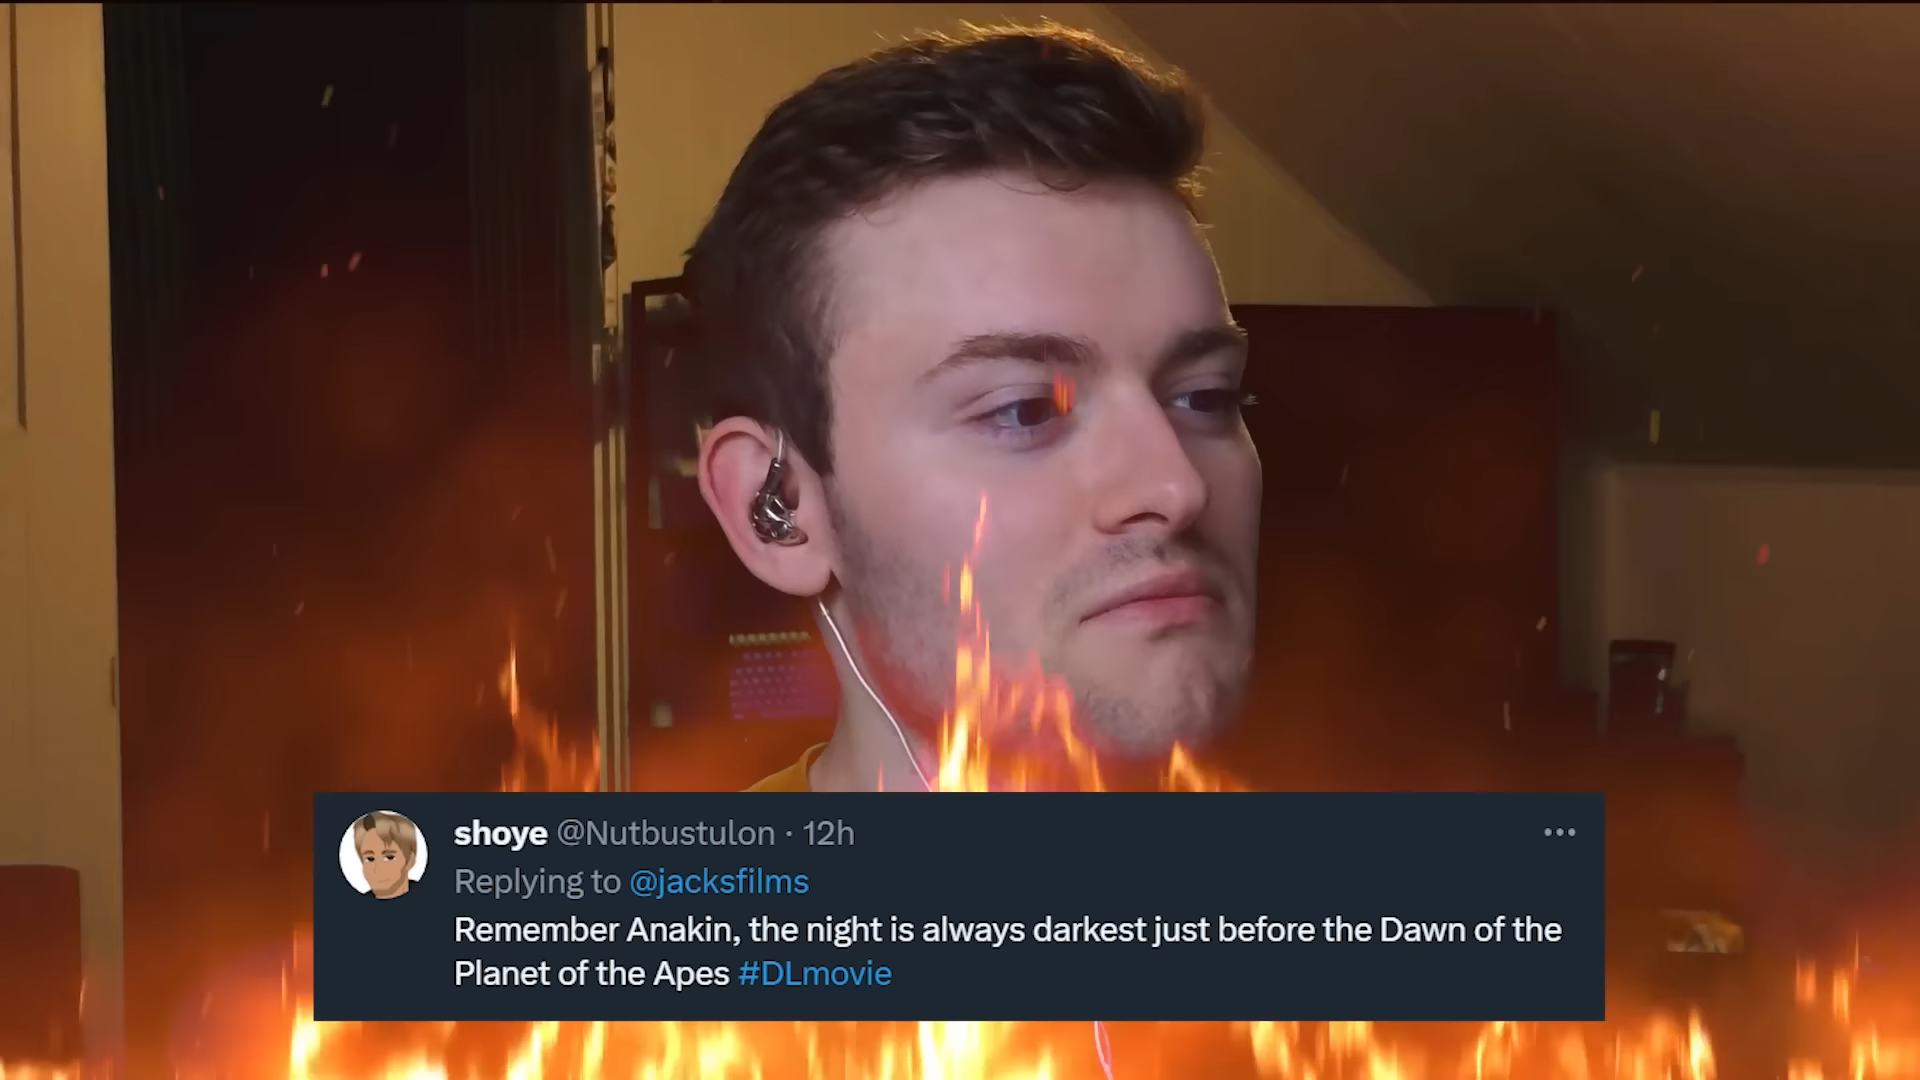 shoye @Nutbustulon · 12h
Replying to @jacksfilms
Remember Anakin, the night is always darkest just before the Dawn of the
Planet of the Apes #DLmovie